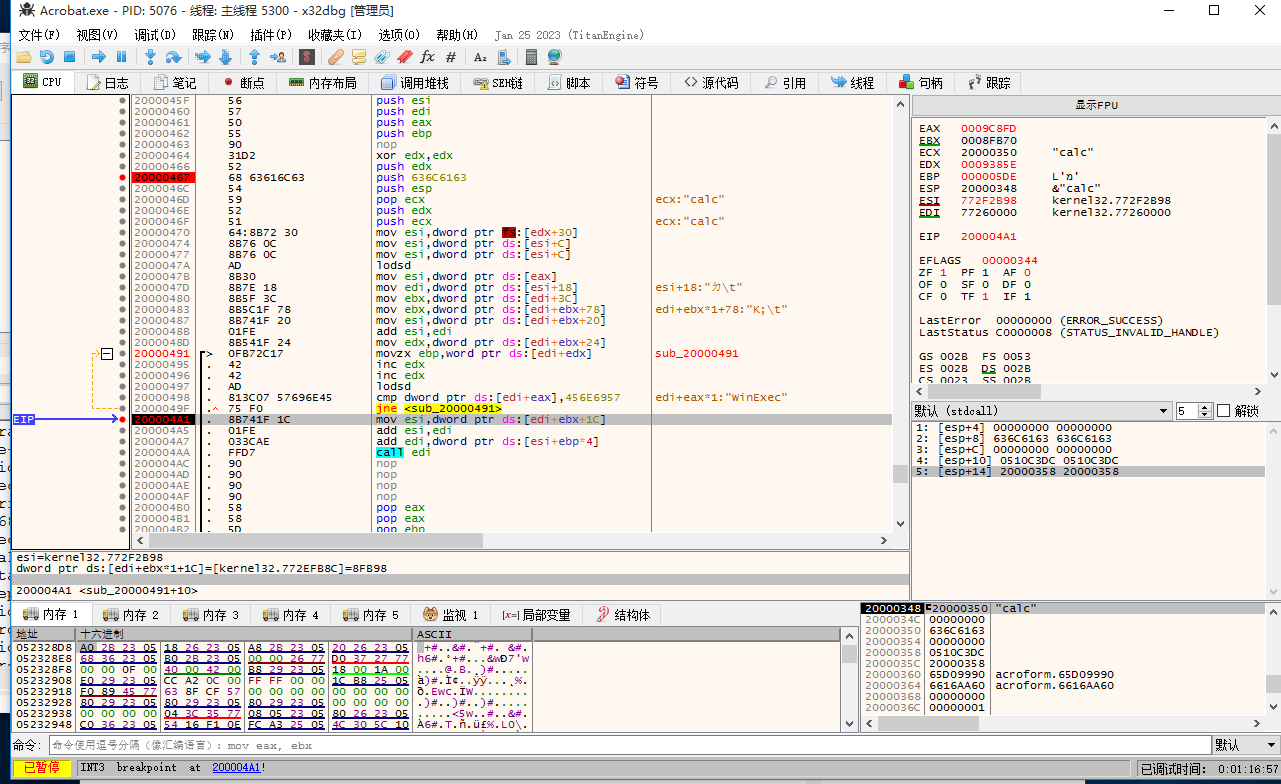 Acrobat.exe - PID: 5076 - 线程: 主线程 5300 - x32dbg [管理员]
文件(F) 视图(V) 调试(D) 跟踪(N) 插件(P) 收藏夹(I) 选项(O) 帮助(H) Jan 25 2023 (TitanEngine)
CPU 日志 笔记 断点 内存布局 调用堆栈 SEH链 脚本 符号 源代码 引用 线程 句柄 跟踪
2000045F 56 push esi
20000460 57 push edi
20000461 50 push eax
20000462 55 push ebp
20000463 90 nop
20000464 31D2 xor edx,edx
20000466 52 push edx
20000467 68 63616C63 push 636C6163
2000046C 54 push esp
2000046D 59 pop ecx ecx:"calc"
2000046E 52 push edx
2000046F 51 push ecx ecx:"calc"
20000470 64:8B72 30 mov esi,dword ptr fs:[edx+30]
20000474 8B76 0C mov esi,dword ptr ds:[esi+C]
20000477 8B76 0C mov esi,dword ptr ds:[esi+C]
2000047A AD lodsd
2000047B 8B30 mov esi,dword ptr ds:[eax]
2000047D 8B7E 18 mov edi,dword ptr ds:[esi+18]
20000480 8B5F 3C mov ebx,dword ptr ds:[edi+3C]
20000483 8B5C1F 78 mov ebx,dword ptr ds:[edi+ebx+78] edi+ebx*1+78:"K;\t"
20000487 8B741F 20 mov esi,dword ptr ds:[edi+ebx+20]
2000048B 01FE add esi,edi
2000048D 8B541F 24 mov edx,dword ptr ds:[edi+ebx+24]
20000491 0FB72C17 movzx ebp,word ptr ds:[edi+edx] sub_20000491
20000495 42 inc edx
20000496 42 inc edx
20000497 AD lodsd
20000498 813C07 57696E45 cmp dword ptr ds:[edi+eax],456E6957 edi+eax*1:"WinExec"
2000049F 75 F0 jne <sub_20000491>
EIP 200004A1 8B741F 1C mov esi,dword ptr ds:[edi+ebx+1C]
200004A5 01FE add esi,edi
200004A7 033CAE add edi,dword ptr ds:[esi+ebp*4]
200004AA FFD7 call edi
200004AC 90 nop
200004AD 90 nop
200004AE 90 nop
200004AF 90 nop
200004B0 58 pop eax
200004B1 58 pop eax
200004B2 5D pop ebp
esi=kernel32.772F2B98
dword ptr ds:[edi+ebx*1+1C]=[kernel32.772EFB8C]=8FB98
200004A1 <sub_20000491+10>
显示FPU
EAX 0009C8FD
EBX 0008FB70
ECX 20000350 "calc"
EDX 0009385E
EBP 000005DE
ESP 20000348 &"calc"
ESI 772F2B98 kernel32.772F2B98
EDI 77260000 kernel32.77260000
EIP 200004A1
EFLAGS 00000344
ZF 1 PF 1 AF 0
OF 0 SF 0 DF 0
CF 0 TF 1 IF 1
LastError 00000000 (ERROR_SUCCESS)
LastStatus C0000008 (STATUS_INVALID_HANDLE)
GS 002B FS 0053
ES 002B DS 002B
CS 0023 SS 002B
默认 (stdcall) 5 解锁
1: [esp+4] 00000000 00000000
2: [esp+8] 636C6163 636C6163
3: [esp+C] 00000000 00000000
4: [esp+10] 0510C3DC 0510C3DC
5: [esp+14] 20000358 20000358
内存 1 内存 2 内存 3 内存 4 内存 5 监视 1 局部变量 结构体
地址 十六进制 ASCII
052328D8 A0 2B 23 05 18 26 23 05 A8 2B 23 05 20 26 23 05
052328E8 68 36 23 05 B0 2B 23 05 00 00 26 77 D0 37 27 77
052328F8 00 00 0F 00 40 00 42 00 B8 29 23 05 18 00 1A 00
05232908 E0 29 23 05 CC A2 0C 00 FF FF 00 00 1C B8 25 05
05232918 F0 89 45 77 63 8F CF 57 00 00 00 00 00 00 00 00
05232928 80 29 23 05 80 29 23 05 80 29 23 05 00 00 00 00
05232938 00 00 00 00 04 3C 35 77 08 05 23 05 80 26 23 05
05232948 C0 36 23 05 54 16 F1 0E FC A3 25 05 4C 30 5C 10
20000348 20000350 "calc"
2000034C 00000000
20000350 636C6163
20000354 00000000
20000358 0510C3DC
2000035C 20000358
20000360 65D09990 acroform.65D09990
20000364 6616AA60 acroform.6616AA60
20000368 00000000
2000036C 00000001
命令: 命令使用逗号分隔（像汇编语言）: mov eax, ebx 默认
已暂停 INT3 breakpoint at 200004A1! 已调试时间: 0:01:16:57